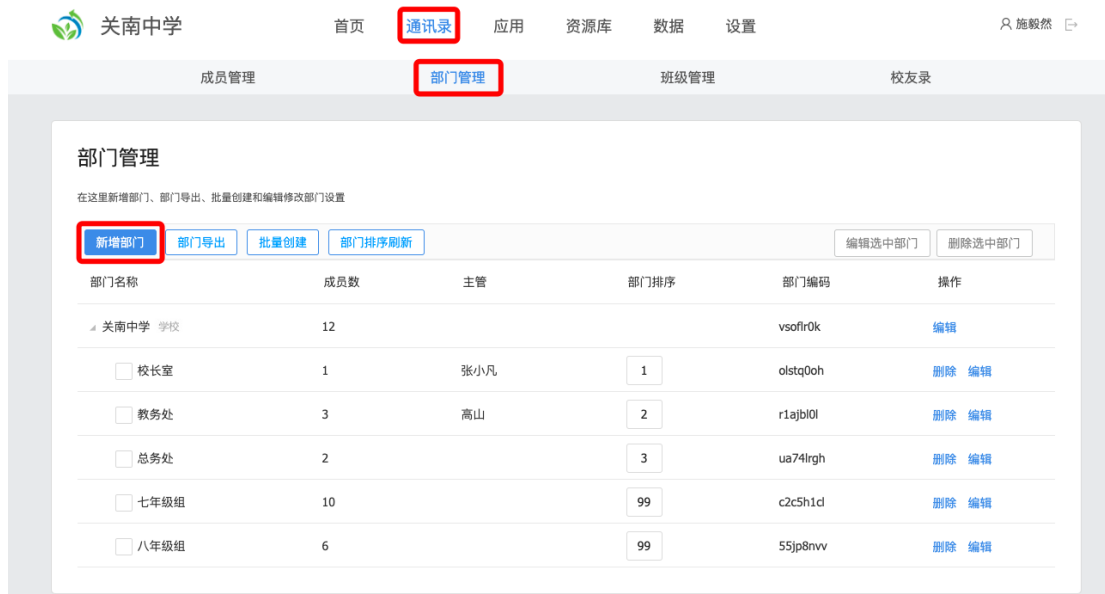 关南中学 首页 通讯录 应用 资源库 数据 设置 施毅然
成员管理 部门管理 班级管理 校友录
部门管理
在这里新增部门、部门导出、批量创建和编辑修改部门设置
新增部门 部门导出 批量创建 部门排序刷新 编辑选中部门 删除选中部门
部门名称 成员数 主管 部门排序 部门编码 操作
关南中学 学校 12 vsoflr0k 编辑
校长室 1 张小凡 1 olstq0oh 删除 编辑
教务处 3 高山 2 r1ajbl0l 删除 编辑
总务处 2 3 ua74lrgh 删除 编辑
七年级组 10 99 c2c5h1cl 删除 编辑
八年级组 6 99 55jp8nvv 删除 编辑